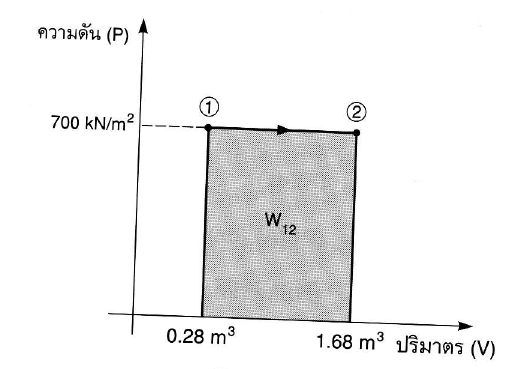 ความดัน (P)
① ②
700 kN/m²
W₁₂
0.28 m³
1.68 m³ ปริมาตร (V)